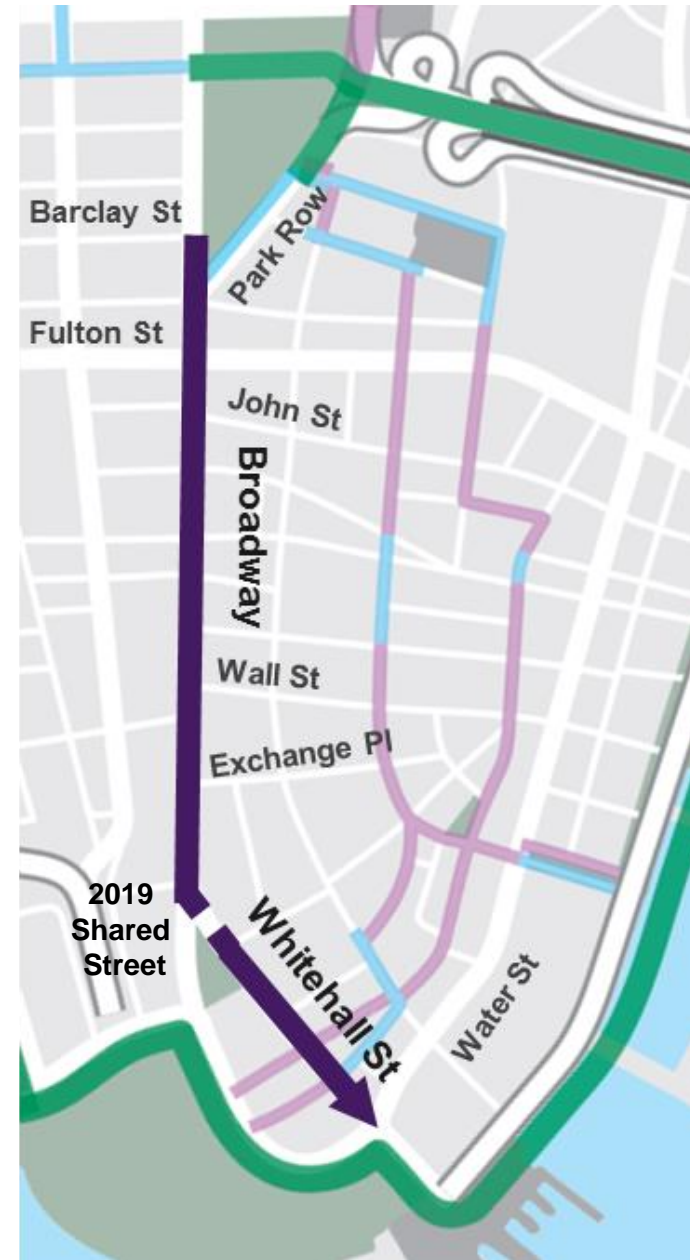 Barclay St
Park Row
Fulton St
John St
Broadway
Wall St
Exchange Pl
2019
Shared
Street
Whitehall St
Water St